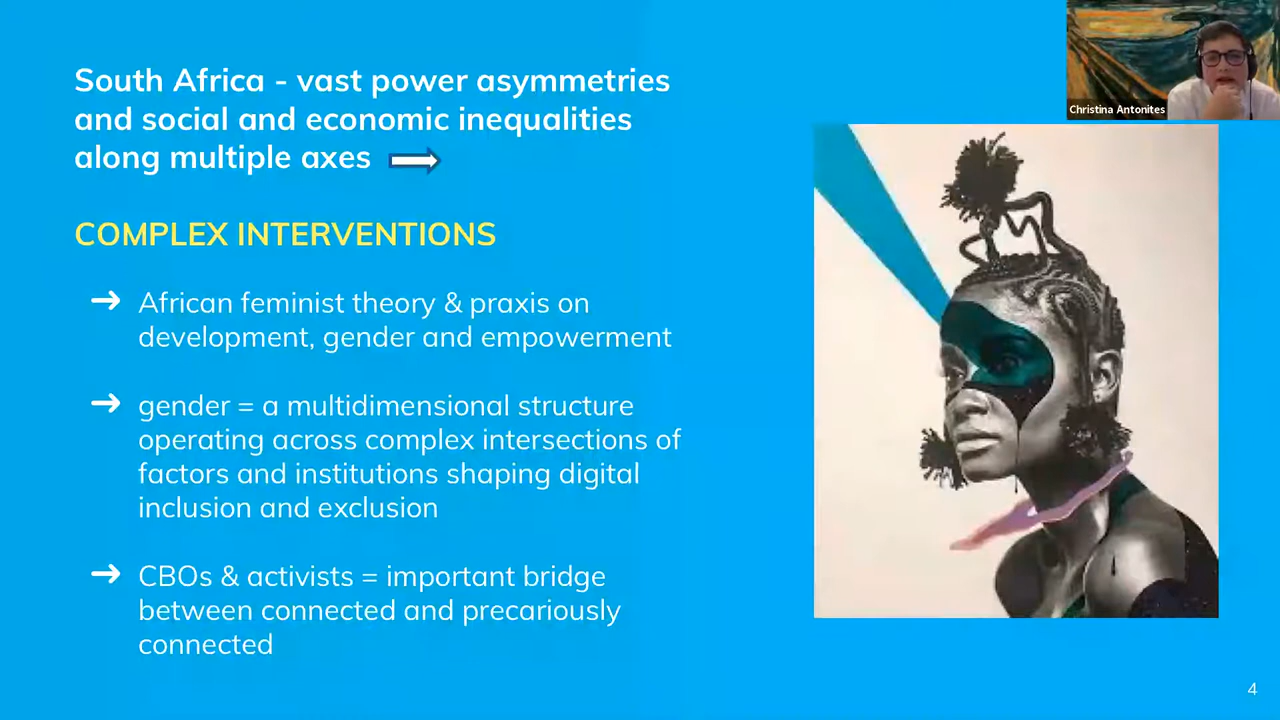 South Africa - vast power asymmetries
and social and economic inequalities
along multiple axes
COMPLEX INTERVENTIONS
African feminist theory & praxis on
development, gender and empowerment
gender = a multidimensional structure
operating across complex intersections of
factors and institutions shaping digital
inclusion and exclusion
CBOs & activists = important bridge
between connected and precariously
connected
Christina Antonites
4